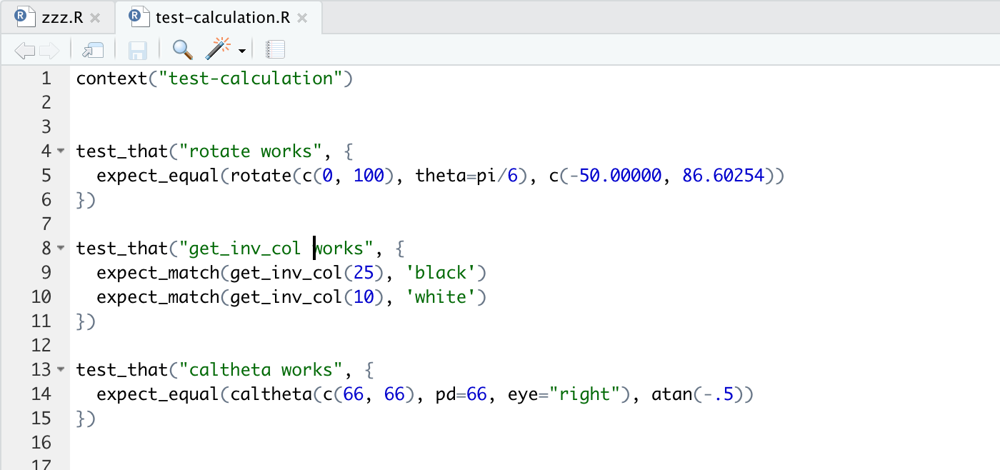 zzz.R × test-calculation.R ×
1 context("test-calculation")
2
3
4 test_that("rotate works", {
5   expect_equal(rotate(c(0, 100), theta=pi/6), c(-50.00000, 86.60254))
6 })
7
8 test_that("get_inv_col works", {
9   expect_match(get_inv_col(25), 'black')
10   expect_match(get_inv_col(10), 'white')
11 })
12
13 test_that("caltheta works", {
14   expect_equal(caltheta(c(66, 66), pd=66, eye="right"), atan(-.5))
15 })
16
17